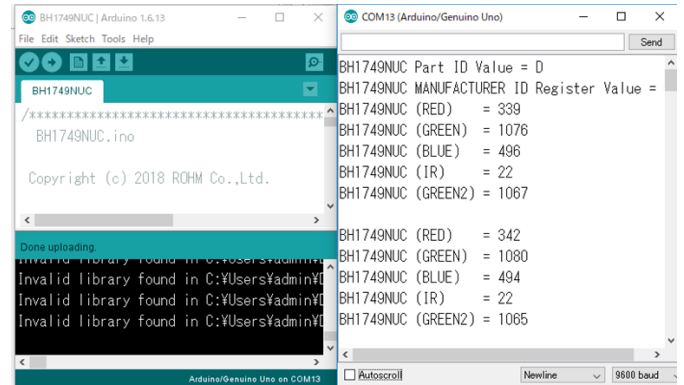 BH1749NUC | Arduino 1.6.13
File Edit Sketch Tools Help
BH1749NUC
/****************************************
BH1749NUC.ino
Copyright (c) 2018 ROHM Co.,Ltd.
Done uploading.
Invalid library found in C:¥Users¥admin¥D
Invalid library found in C:¥Users¥admin¥D
Invalid library found in C:¥Users¥admin¥D
Invalid library found in C:¥Users¥admin¥D
Arduino/Genuino Uno on COM13
COM13 (Arduino/Genuino Uno)
Send
BH1749NUC Part ID Value = D
BH1749NUC MANUFACTURER ID Register Value =
BH1749NUC (RED) = 339
BH1749NUC (GREEN) = 1076
BH1749NUC (BLUE) = 496
BH1749NUC (IR) = 22
BH1749NUC (GREEN2) = 1067
BH1749NUC (RED) = 342
BH1749NUC (GREEN) = 1080
BH1749NUC (BLUE) = 494
BH1749NUC (IR) = 22
BH1749NUC (GREEN2) = 1065
Autoscroll
Newline
9600 baud